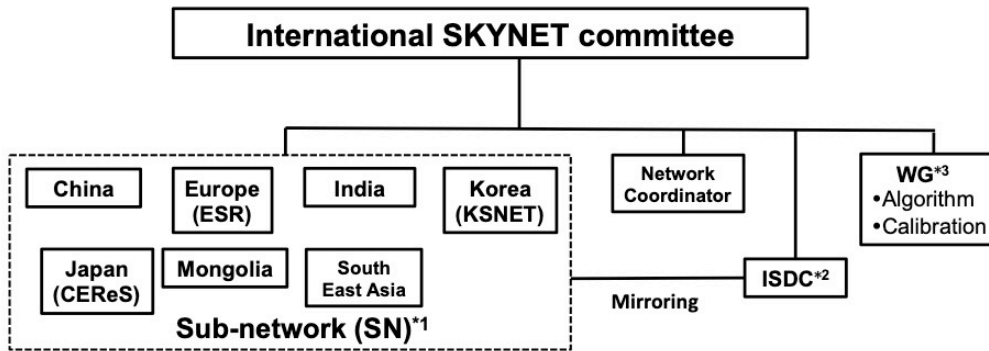 International SKYNET committee
China
Europe
(ESR)
India
Korea
(KSNET)
Network
Coordinator
WG*3
•Algorithm
•Calibration
Japan
(CEReS)
Mongolia
South
East Asia
ISDC*2
Mirroring
Sub-network (SN)*1